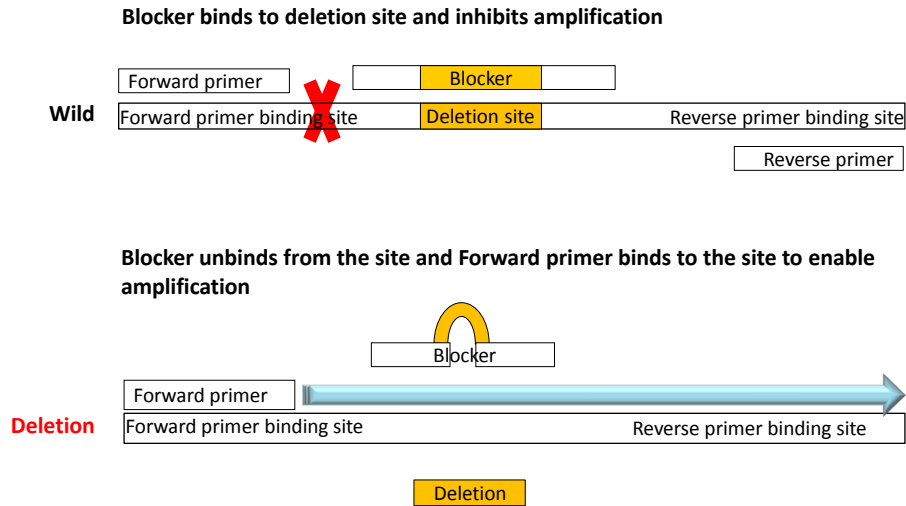 Blocker binds to deletion site and inhibits amplification
Forward primer
Blocker
Wild
Forward primer binding site
Deletion site
Reverse primer binding site
Reverse primer
Blocker unbinds from the site and Forward primer binds to the site to enable
amplification
Blocker
Forward primer
Deletion
Forward primer binding site
Reverse primer binding site
Deletion